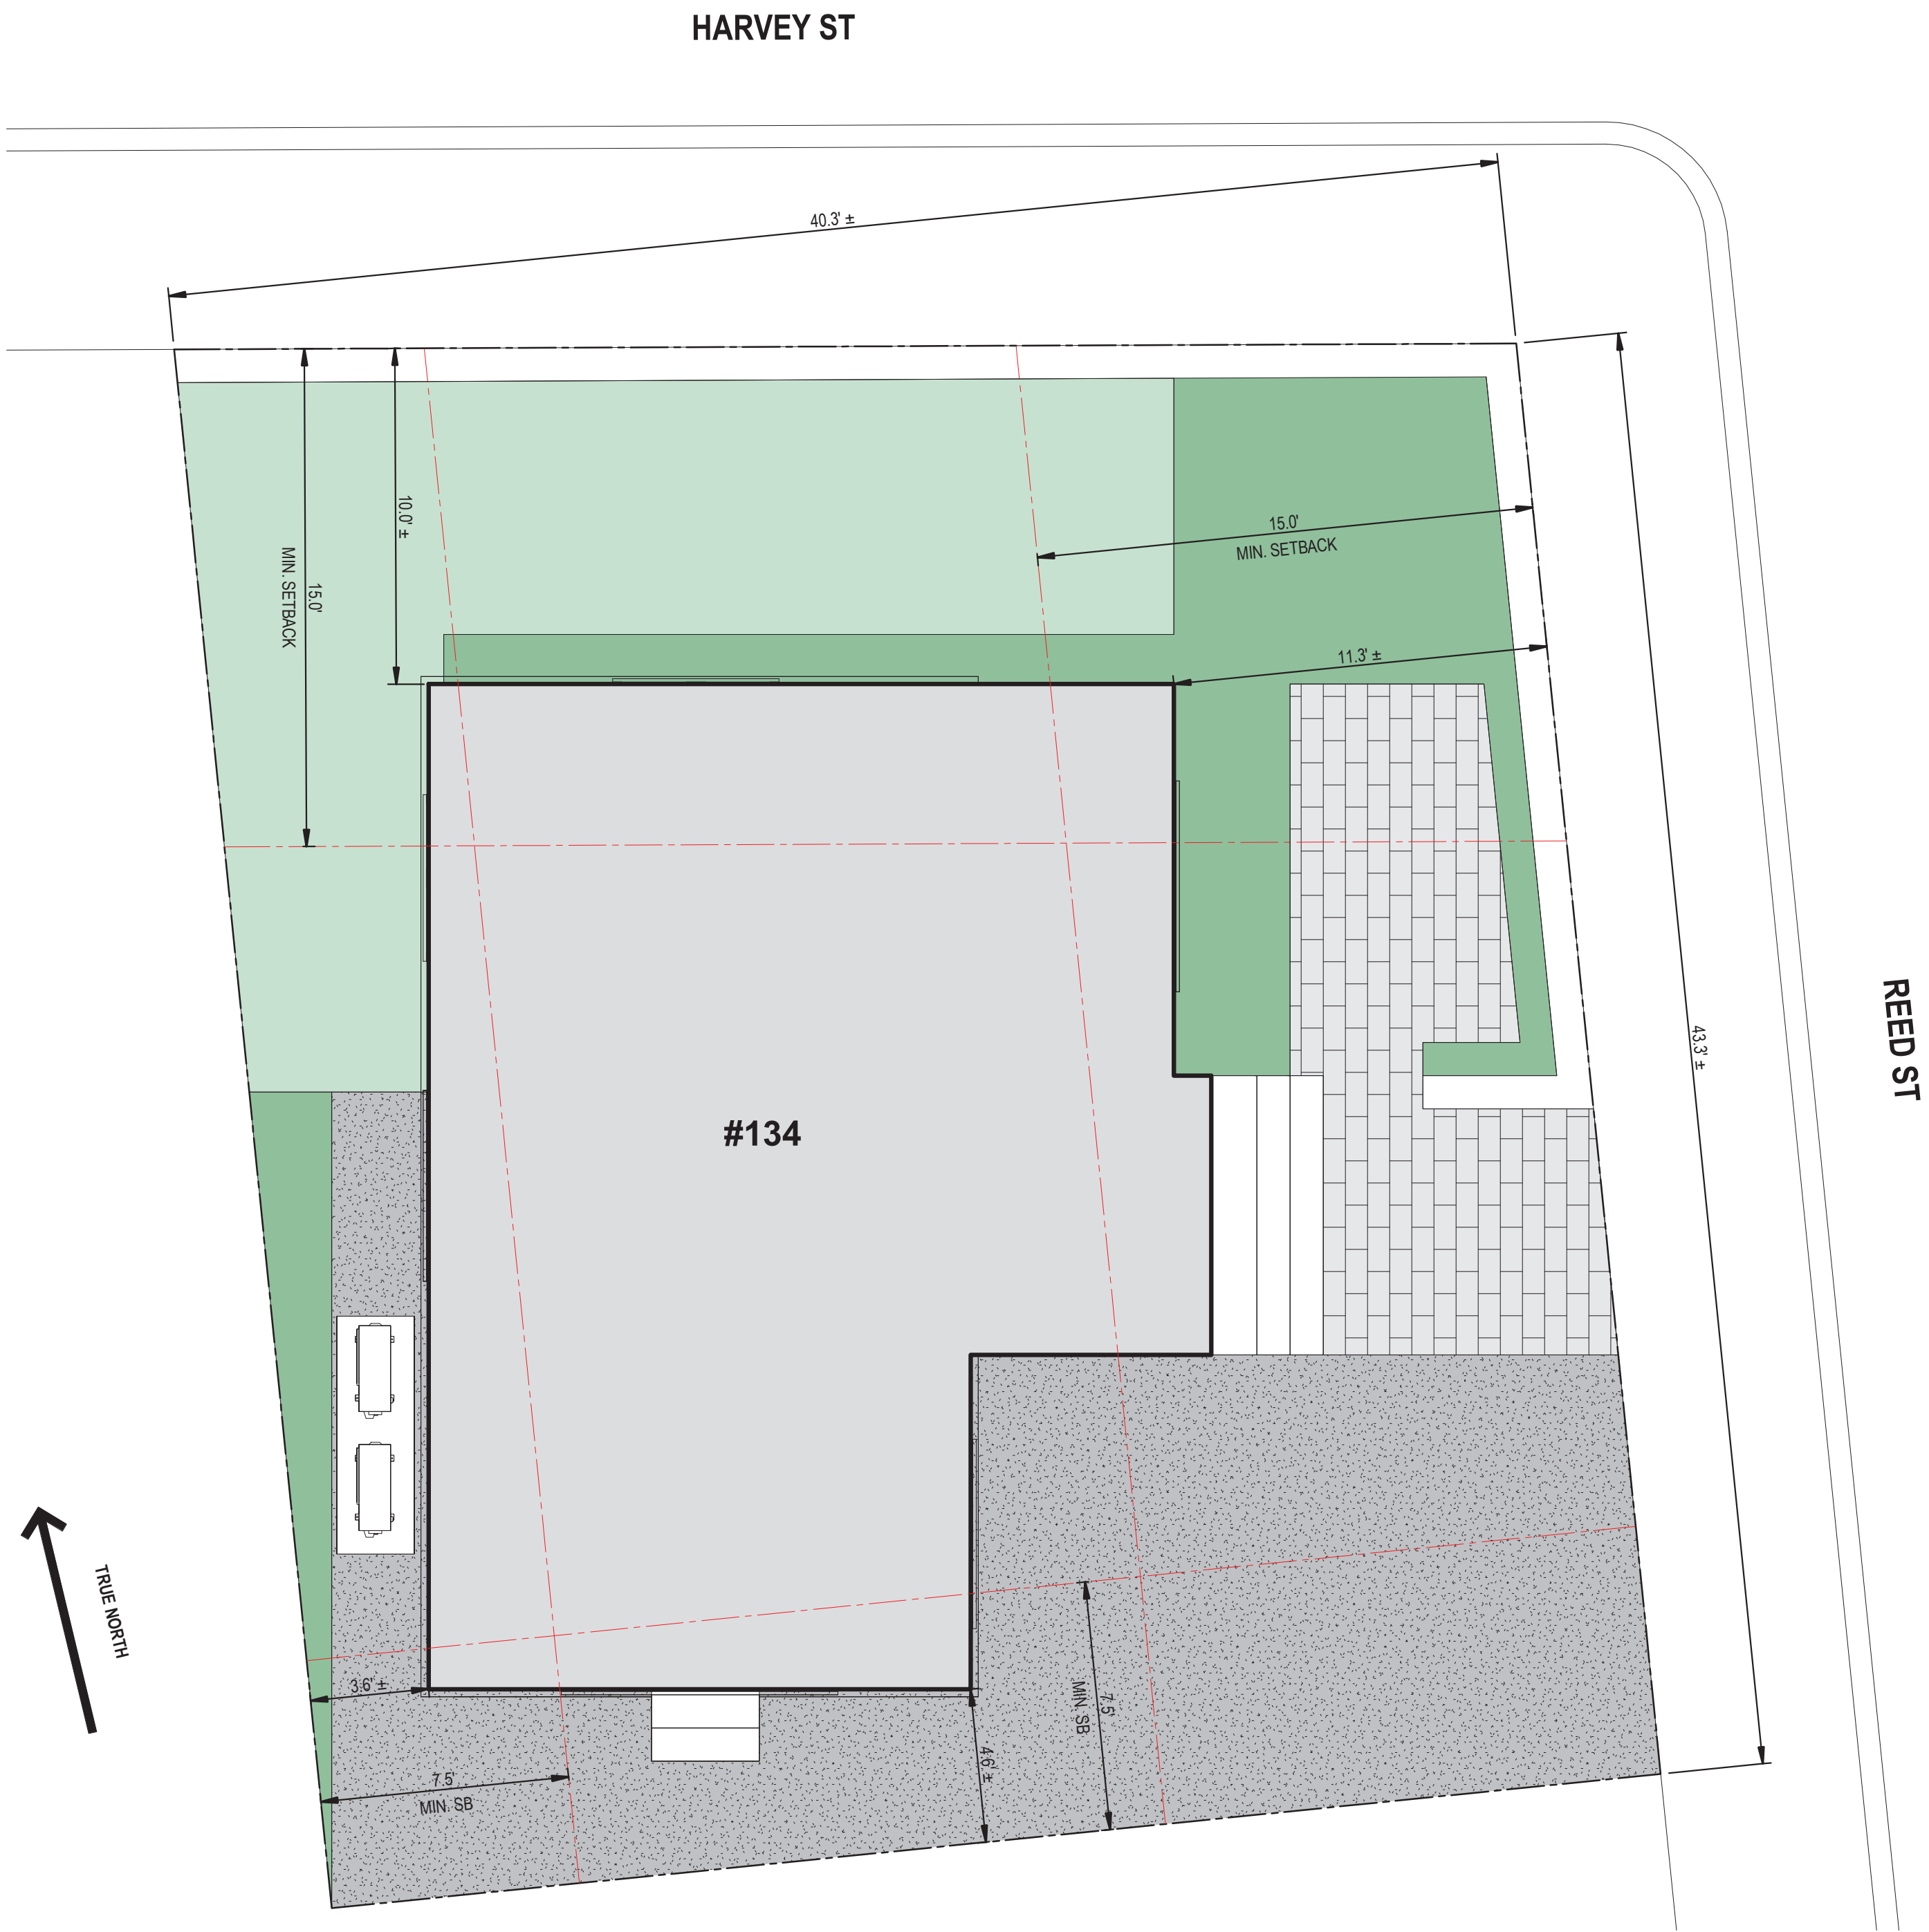 HARVEY ST
40.3' ±
10.0' ±
15.0'
MIN. SETBACK
15.0'
MIN. SETBACK
11.3' ±
#134
43.3' ±
REED ST
TRUE NORTH
3.6' ±
7.5'
MIN. SB
4.6' ±
7.5'
MIN. SB